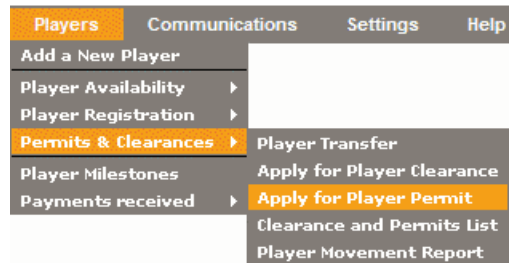 Players Communications Settings Help
Add a New Player
Player Availability
Player Registration
Permits & Clearances
Player Milestones
Payments received
Player Transfer
Apply for Player Clearance
Apply for Player Permit
Clearance and Permits List
Player Movement Report